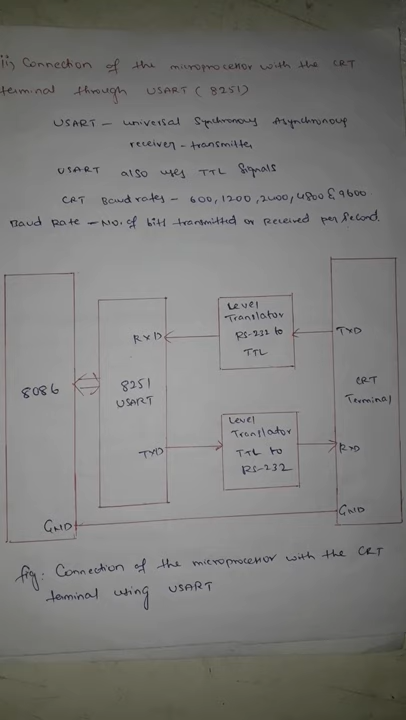 ii) Connection of the microprocessor with the CRT
terminal through USART (8251)
USART - universal Synchronous Asynchronous
receiver - transmitter
USART also uses TTL Signals
CRT Baud rates - 600, 1200, 2400, 4800 & 9600
Baud Rate - No. of bits transmitted or Received per Second.
8086
GND
RXD
8251
USART
TXD
Level
Translator
RS-232 to
TTL
Level
Translator
TTL to
RS-232
TXD
CRT
Terminal
RXD
GND
fig: Connection of the microprocessor with the CRT
terminal using USART